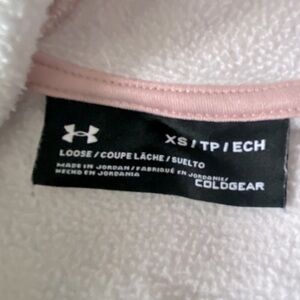 XS / TP / ECH
LOOSE / COUPE LÂCHE / SUELTO
MADE IN JORDAN / FABRIQUÉ EN JORDANIE/
HECHO EN JORDANIA
COLDGEAR